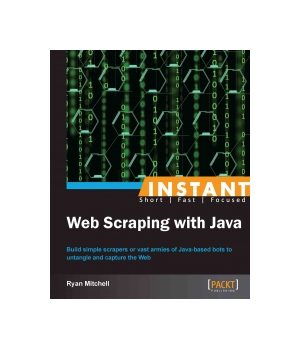 INSTANT
Short | Fast | Focused
Web Scraping with Java
Build simple scrapers or vast armies of Java-based bots to
untangle and capture the Web
Ryan Mitchell
[PACKT]
PUBLISHING